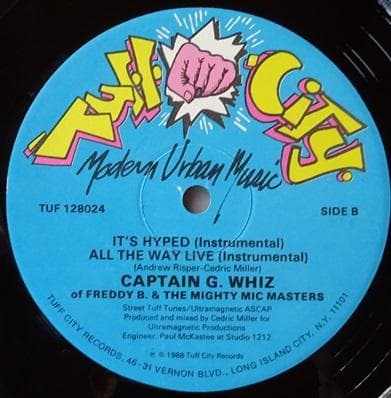 Tuff City
Modern Urban Music
TUF 128024
SIDE B
IT'S HYPED (Instrumental)
ALL THE WAY LIVE (Instrumental)
(Andrew Risper-Cedric Miller)
CAPTAIN G. WHIZ
of FREDDY B. & THE MIGHTY MIC MASTERS
Street Tuff Tunes/Ultramagnetic ASCAP
Produced and mixed by Cedric Miller for
Ultramagnetic Productions
Engineer: Paul McKastee at Studio 1212
℗ © 1988 Tuff City Records
TUFF CITY RECORDS, 46-31 VERNON BLVD., LONG ISLAND CITY, N.Y. 11101